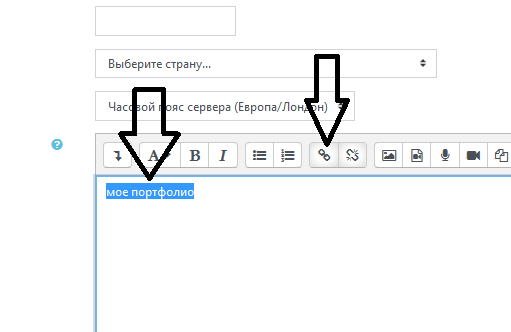 Выберите страну...
Часовой пояс сервера (Европа/Лондон)
A B I
мое портфолио